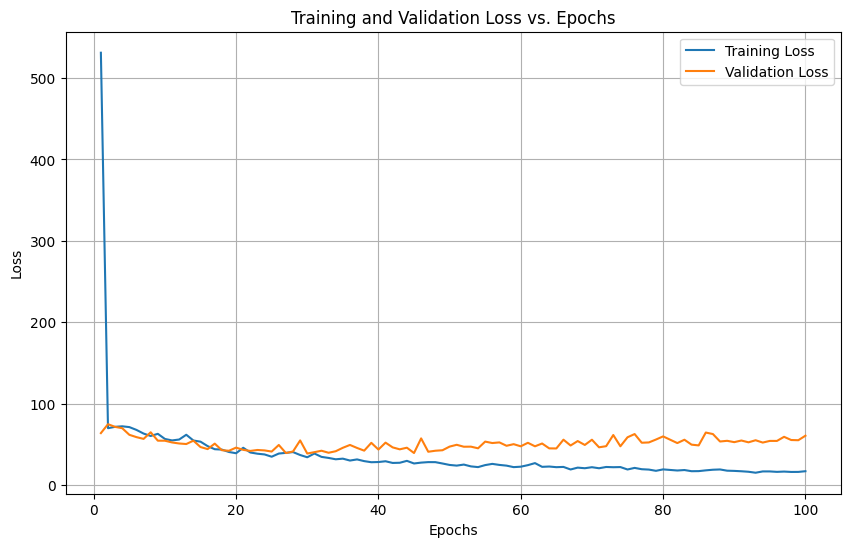 Training and Validation Loss vs. Epochs
Training Loss
Validation Loss
500
400
300
200
100
0
Loss
0 20 40 60 80 100
Epochs